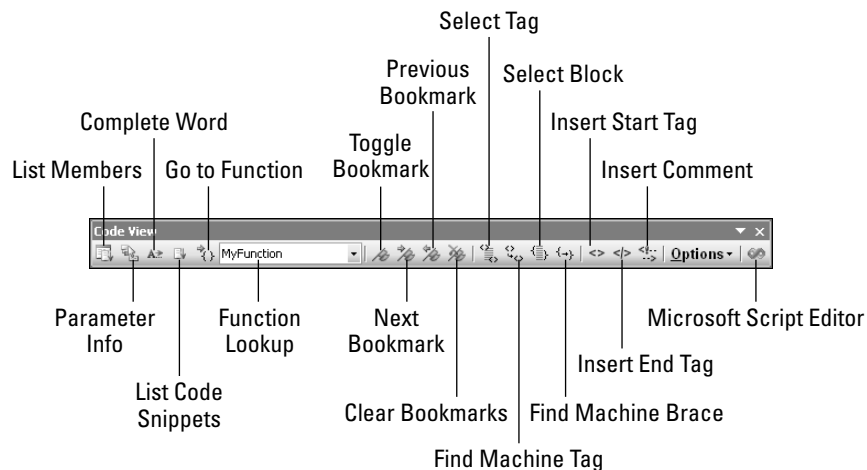 Select Tag
Previous
Bookmark
Select Block
Complete Word
Toggle
Bookmark
Insert Start Tag
List Members
Go to Function
Insert Comment
Code View
MyFunction
Options
Parameter
Info
Function
Lookup
Next
Bookmark
Microsoft Script Editor
Insert End Tag
List Code
Snippets
Clear Bookmarks
Find Machine Brace
Find Machine Tag